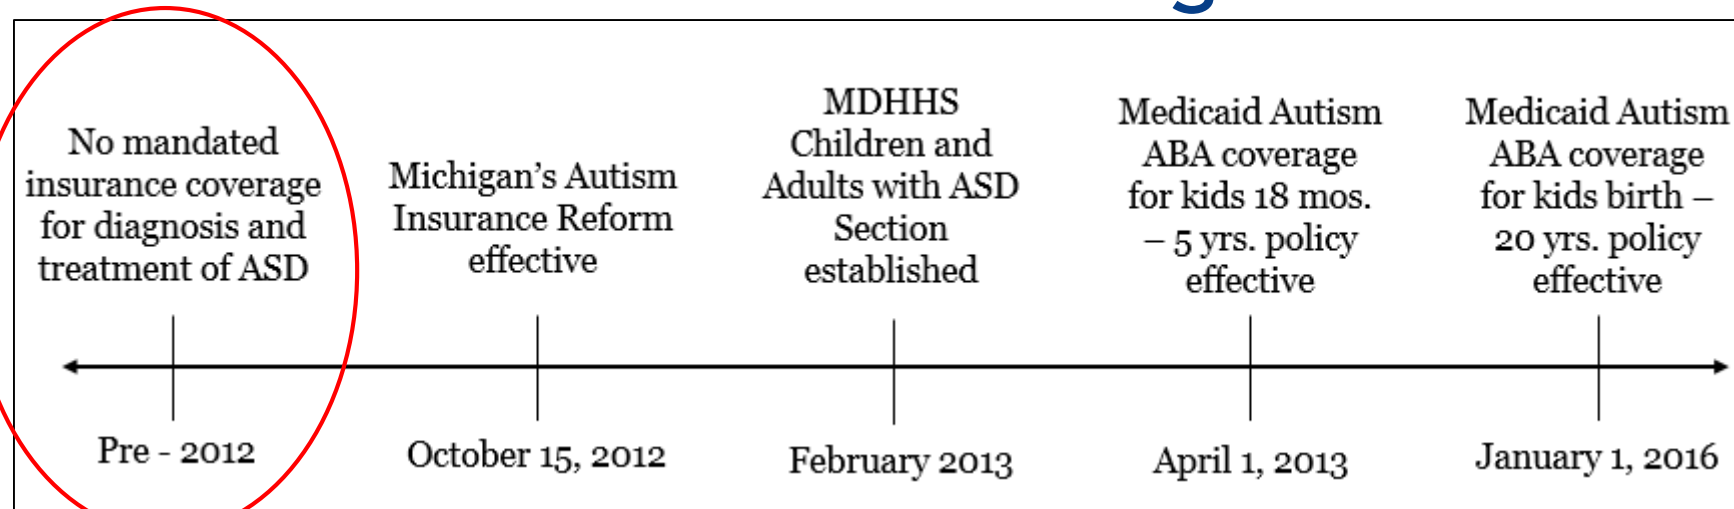 No mandated
insurance coverage
for diagnosis and
treatment of ASD
Pre - 2012
Michigan's Autism
Insurance Reform
effective
October 15, 2012
MDHHS
Children and
Adults with ASD
Section
established
February 2013
Medicaid Autism
ABA coverage
for kids 18 mos.
– 5 yrs. policy
effective
April 1, 2013
Medicaid Autism
ABA coverage
for kids birth –
20 yrs. policy
effective
January 1, 2016